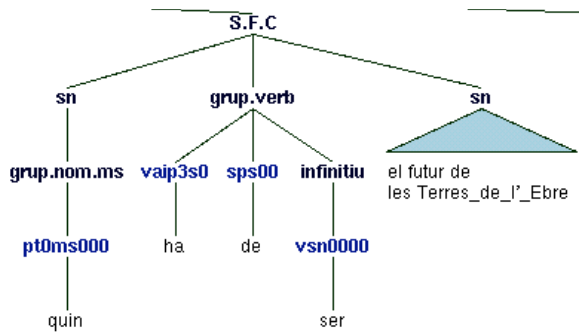 S.F.C
sn grup.verb sn
grup.nom.ms vaip3s0 sps00 infinitiu el futur de
les Terres_de_l'_Ebre
pt0ms000 ha de vsn0000
quin ser